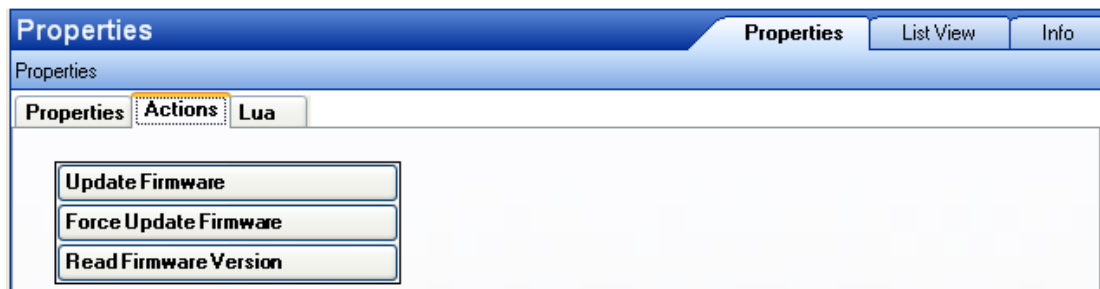 Properties Properties List View Info
Properties
Properties Actions Lua
Update Firmware
Force Update Firmware
Read Firmware Version